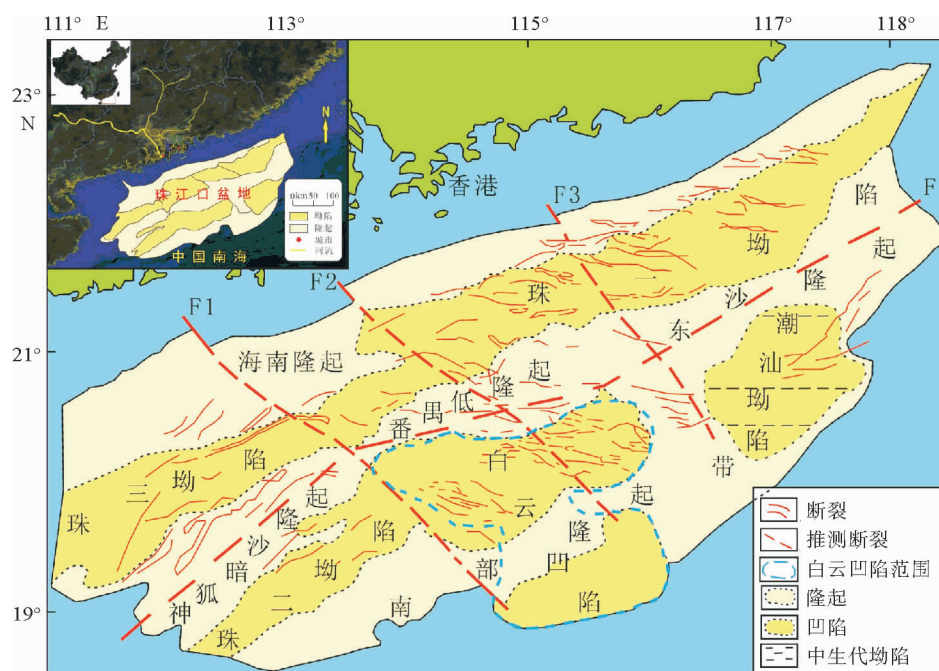 111° E
113°
115°
117°
118°
23°
N
21°
19°
N
珠江口盆地
0km 50 100
坳陷
隆起
城市
河流
中国南海
香港
F1
F2
F3
F
海南隆起
珠一坳陷
东沙隆起
潮汕坳陷
番禺低隆起
珠三坳陷
神狐暗沙隆起
珠二坳陷
白云凹陷
南部隆起带
断裂
推测断裂
白云凹陷范围
隆起
凹陷
中生代坳陷